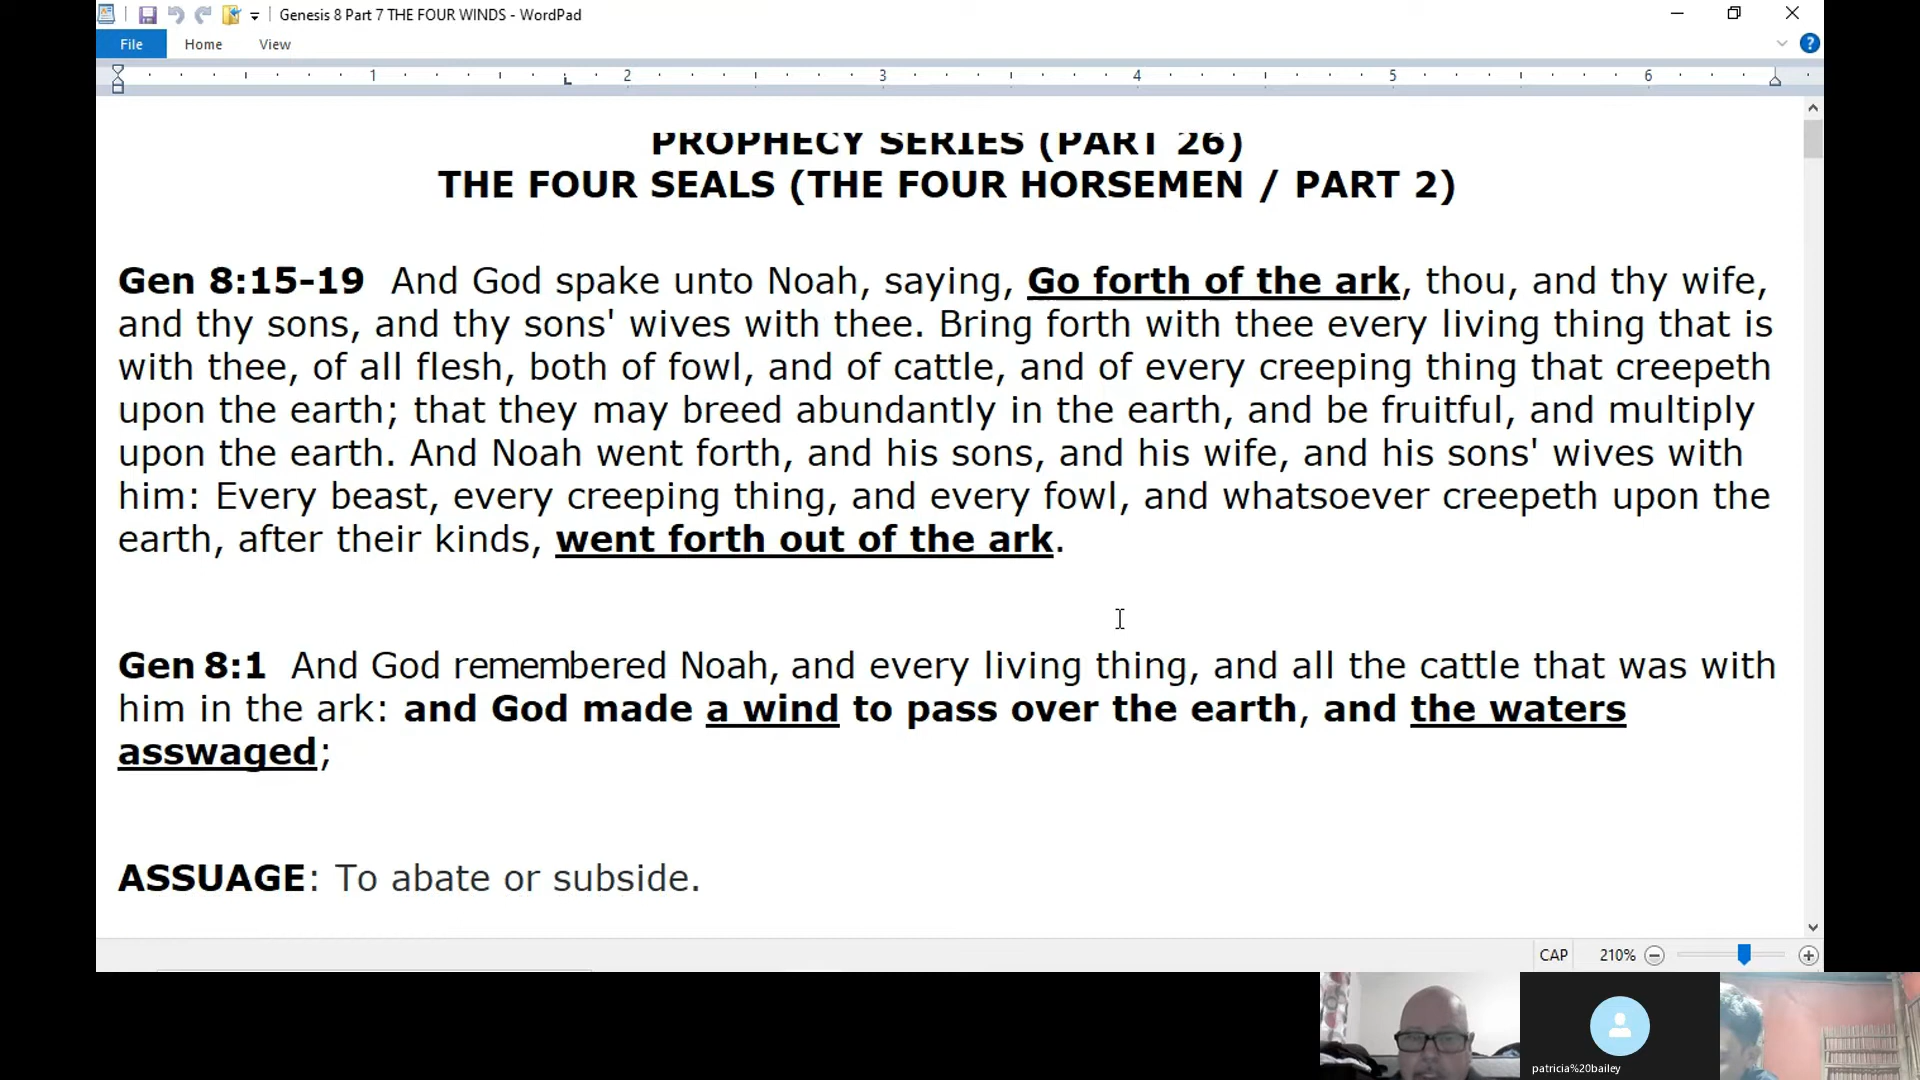 Genesis 8 Part 7 THE FOUR WINDS - WordPad
File Home View
1 2 3 4 5 6
PROPHECY SERIES (PART 26)
THE FOUR SEALS (THE FOUR HORSEMEN / PART 2)
Gen 8:15-19 And God spake unto Noah, saying, Go forth of the ark, thou, and thy wife,
and thy sons, and thy sons' wives with thee. Bring forth with thee every living thing that is
with thee, of all flesh, both of fowl, and of cattle, and of every creeping thing that creepeth
upon the earth; that they may breed abundantly in the earth, and be fruitful, and multiply
upon the earth. And Noah went forth, and his sons, and his wife, and his sons' wives with
him: Every beast, every creeping thing, and every fowl, and whatsoever creepeth upon the
earth, after their kinds, went forth out of the ark.
Gen 8:1 And God remembered Noah, and every living thing, and all the cattle that was with
him in the ark: and God made a wind to pass over the earth, and the waters
asswaged;
ASSUAGE: To abate or subside.
CAP 210%
patricia%20bailey